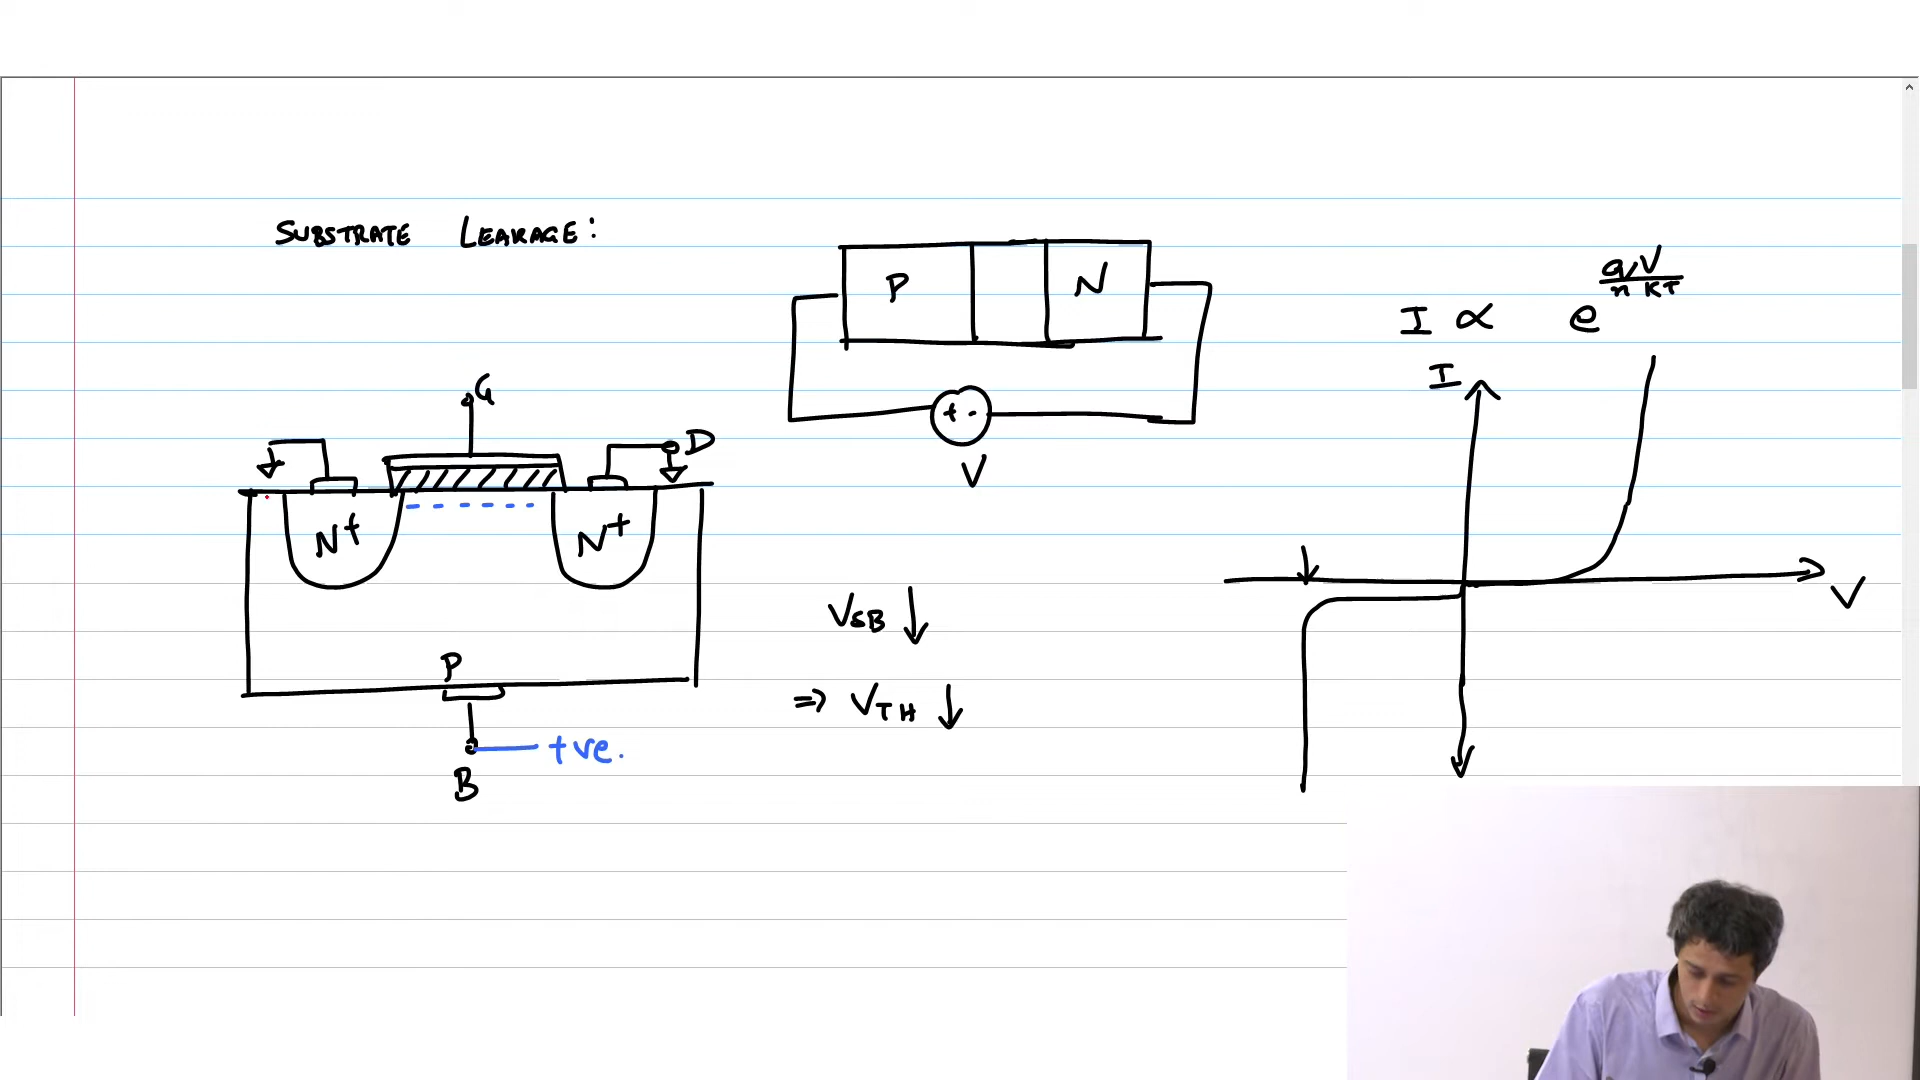 SUBSTRATE LEAKAGE:
P N
+ -
V
I ∝ e^(qV/nKT)
I
V
G
D
N+ N+
P
B
+ve.
VSB ↓
⇒ VTH ↓